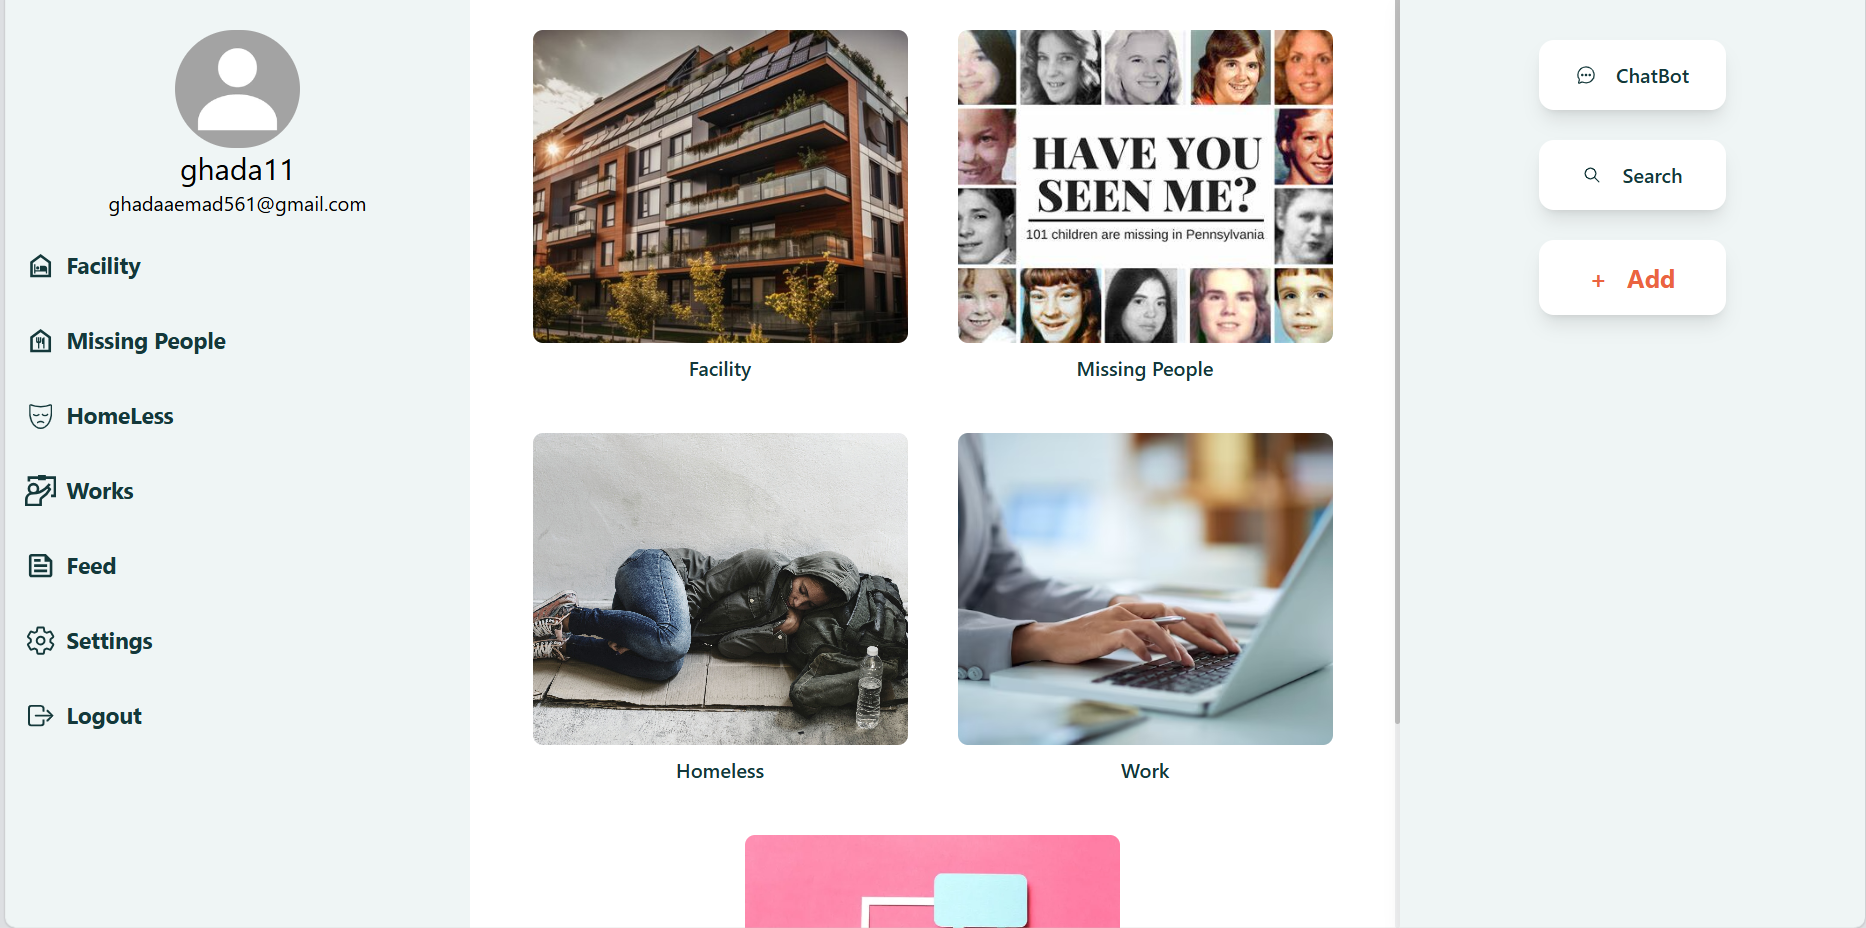 ghada11
ghadaaemad561@gmail.com
Facility
Missing People
HomeLess
Works
Feed
Settings
Logout
HAVE YOU
SEEN ME?
101 children are missing in Pennsylvania
Facility
Missing People
Homeless
Work
ChatBot
Search
+ Add